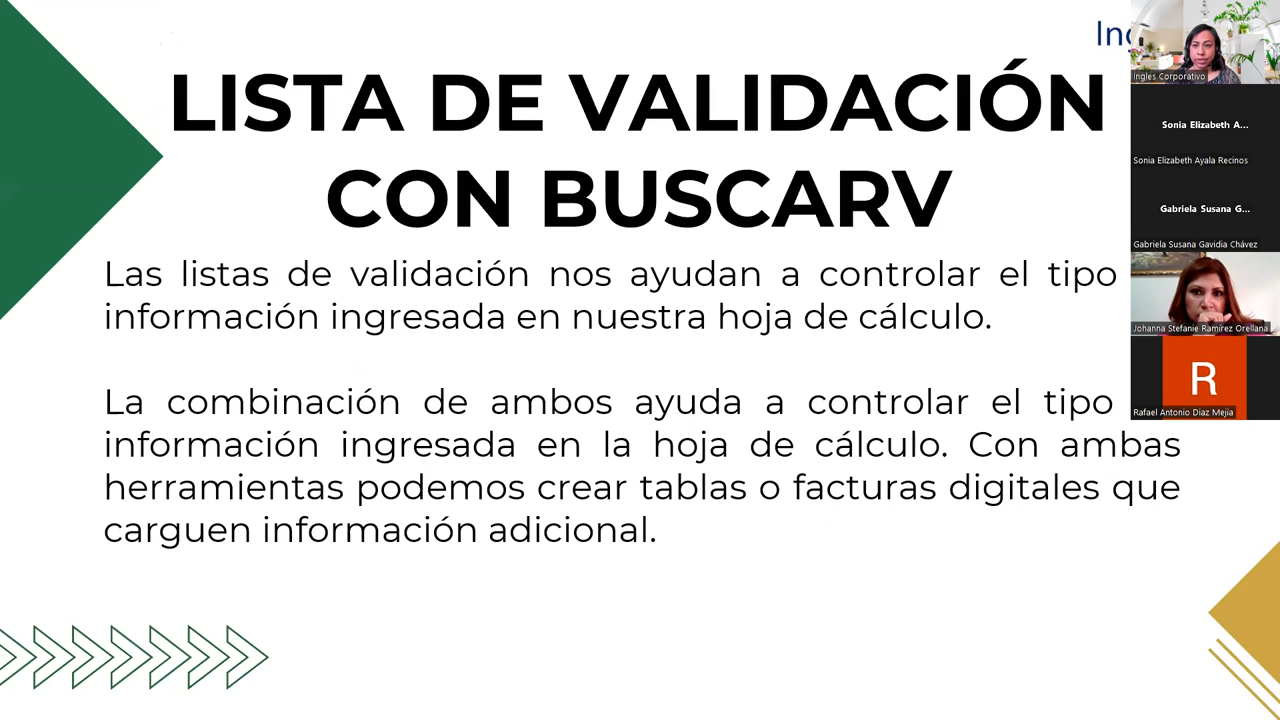 LISTA DE VALIDACIÓN
CON BUSCARV
Las listas de validación nos ayudan a controlar el tipo
información ingresada en nuestra hoja de cálculo.
La combinación de ambos ayuda a controlar el tipo
información ingresada en la hoja de cálculo. Con ambas
herramientas podemos crear tablas o facturas digitales que
carguen información adicional.
Ingles Corporativo
Sonia Elizabeth A...
Sonia Elizabeth Ayala Recinos
Gabriela Susana G...
Gabriela Susana Gavidia Chávez
Johanna Stefanie Ramírez Orellana
R
Rafael Antonio Diaz Mejia